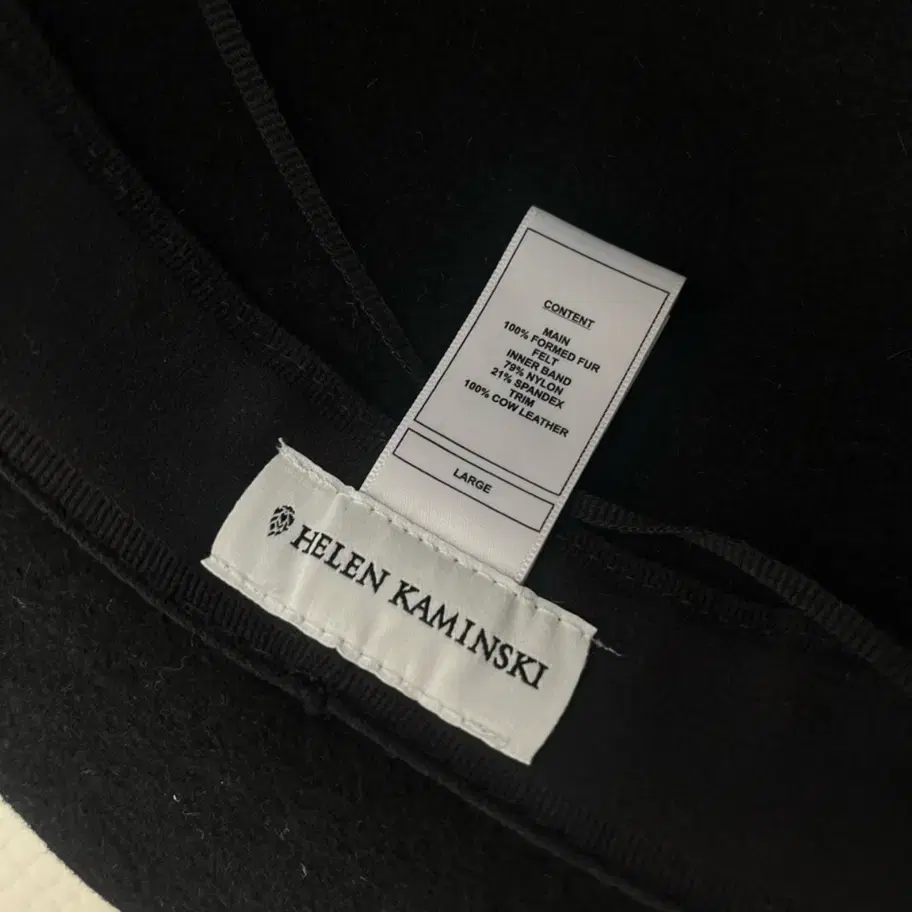 CONTENT
MAIN
100% FORMED FUR
FELT
INNER BAND
79% NYLON
21% SPANDEX
TRIM
100% COW LEATHER
LARGE
HELEN KAMINSKI